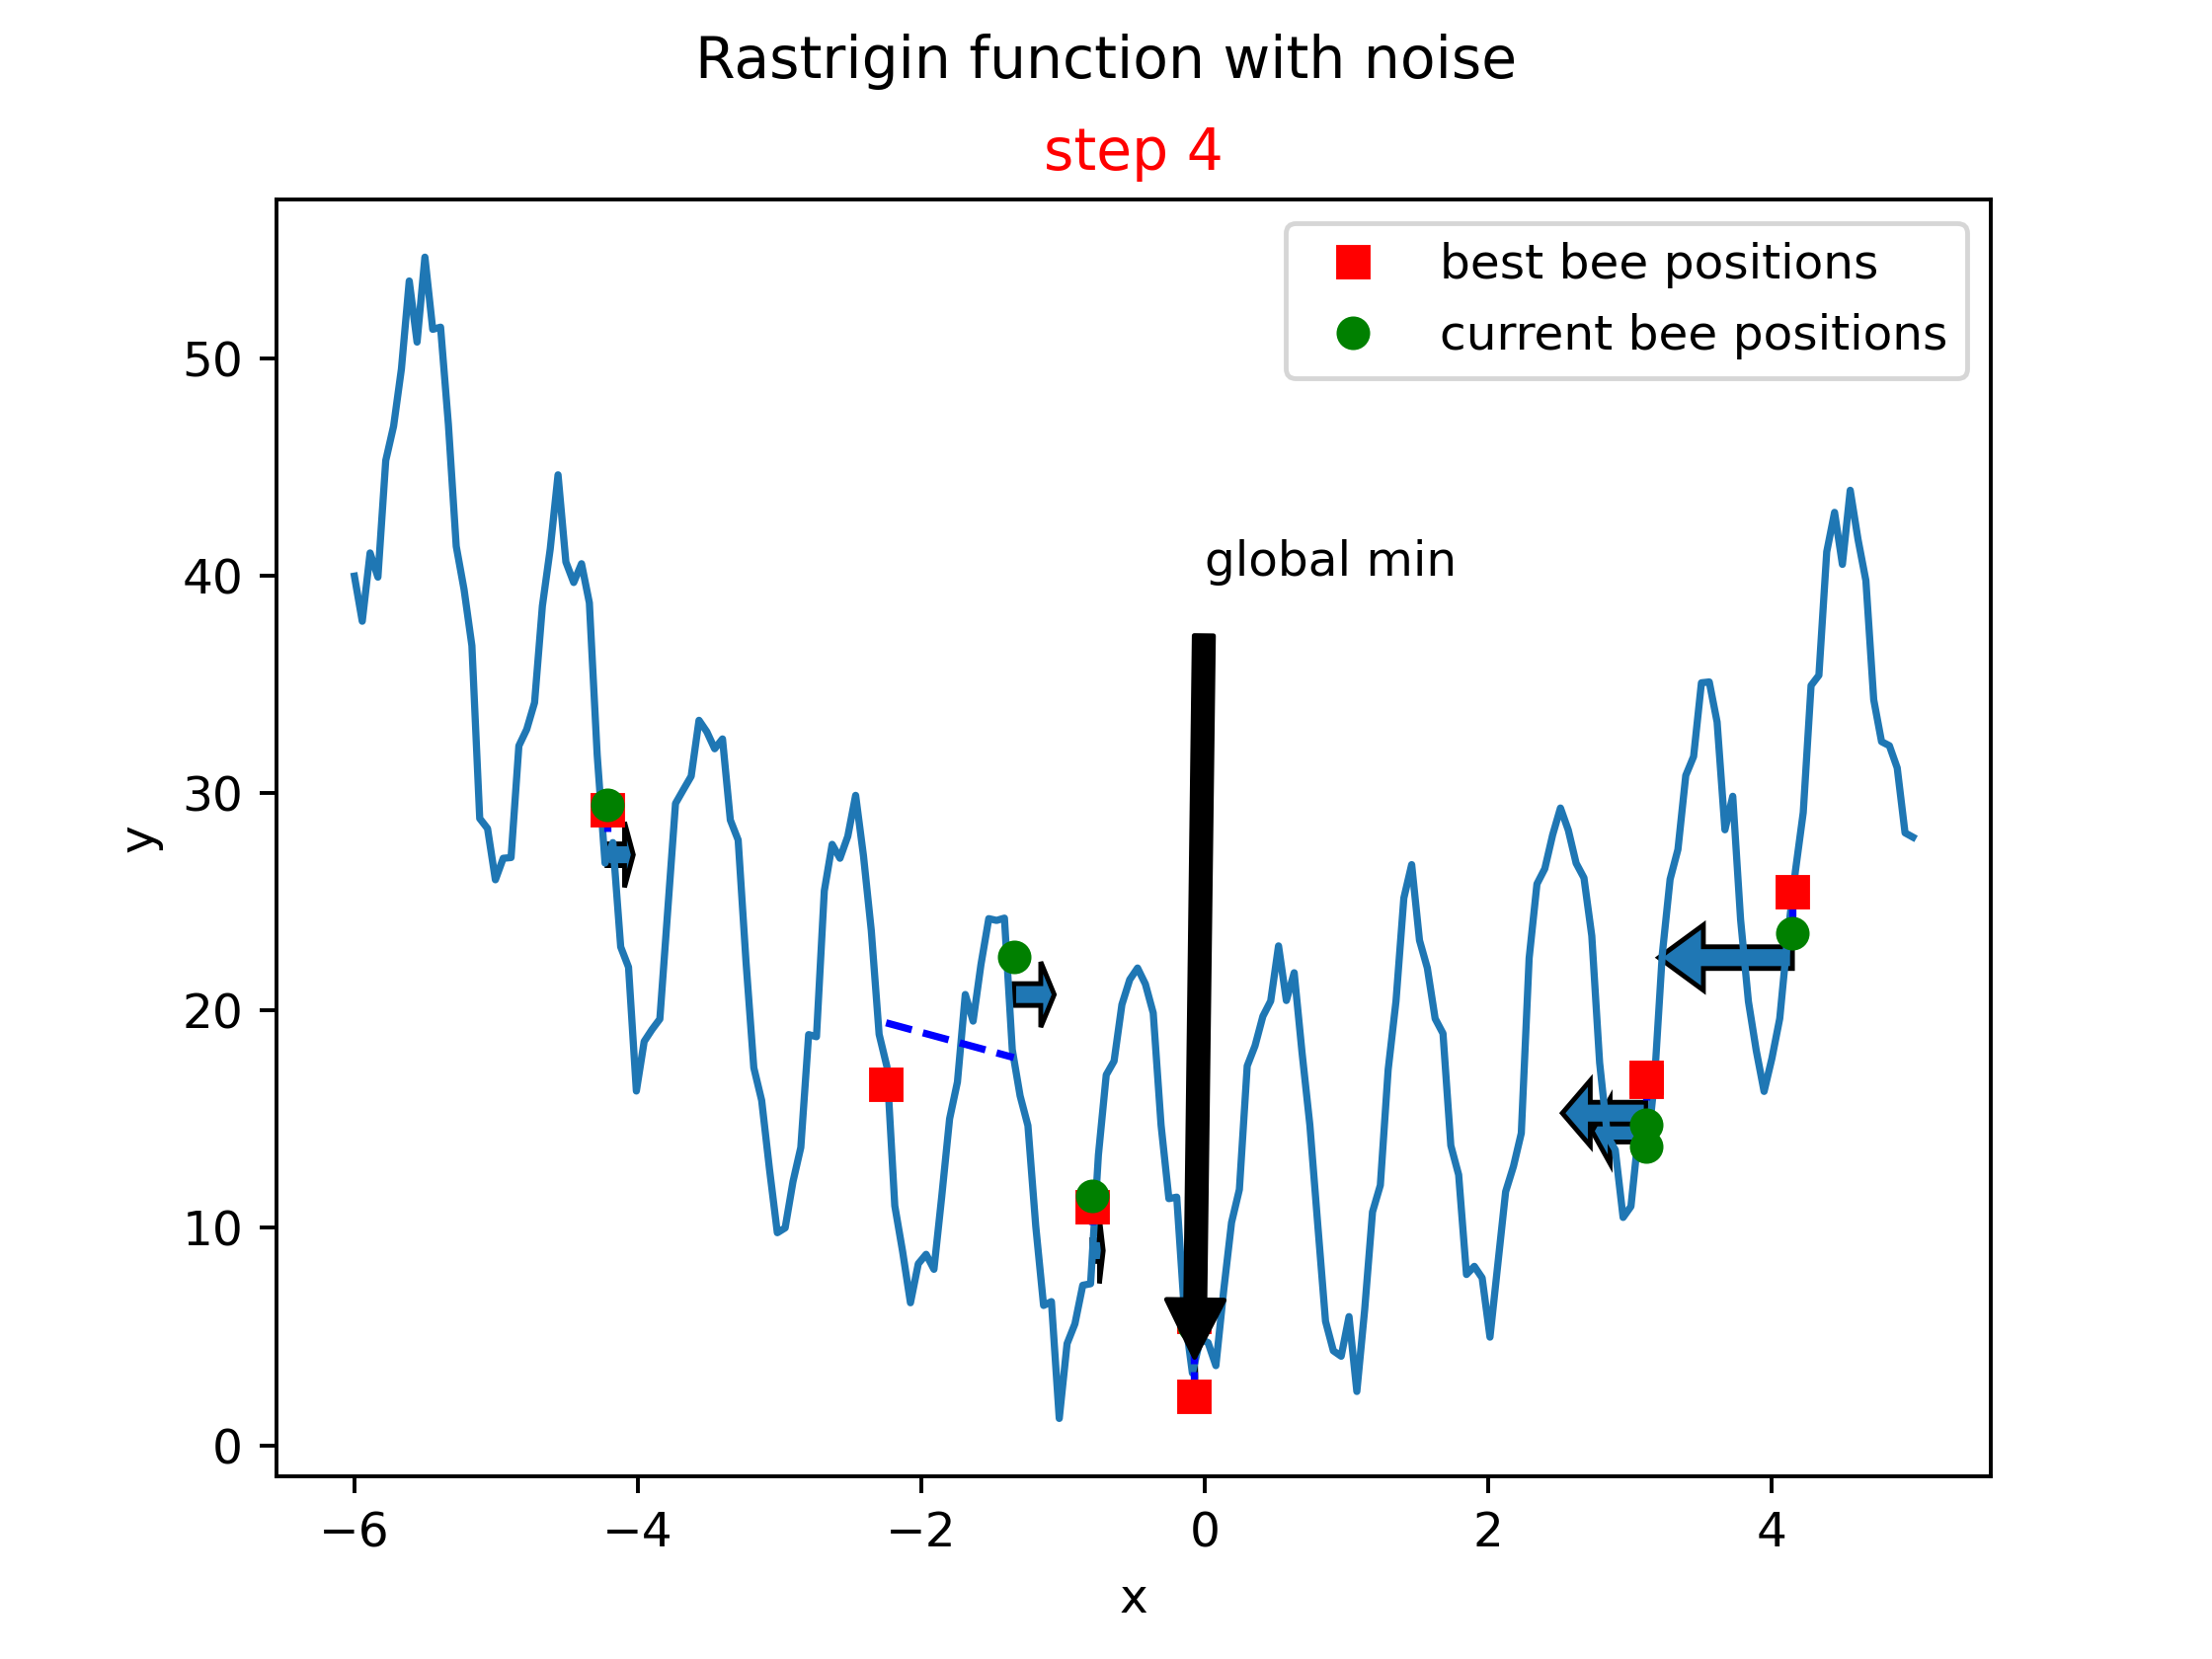 Rastrigin function with noise
step 4
best bee positions
current bee positions
global min
50
40
30
20
10
0
y
−6 −4 −2 0 2 4
x